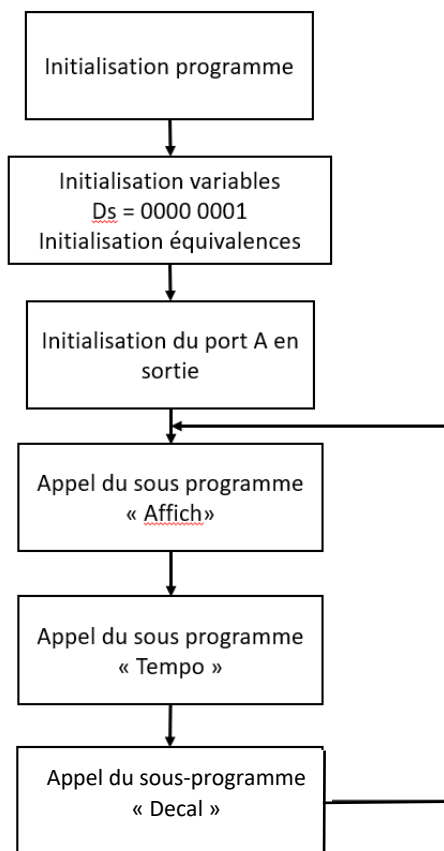 Initialisation programme
Initialisation variables
Ds = 0000 0001
Initialisation équivalences
Initialisation du port A en
sortie
Appel du sous programme
« Affich»
Appel du sous programme
« Tempo »
Appel du sous-programme
« Decal »